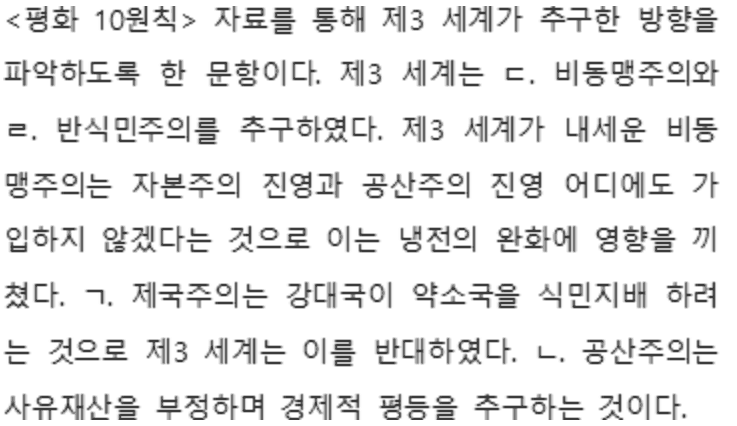 <평화 10원칙> 자료를 통해 제3 세계가 추구한 방향을
파악하도록 한 문항이다. 제3 세계는 ㄷ. 비동맹주의와
ㄹ. 반식민주의를 추구하였다. 제3 세계가 내세운 비동
맹주의는 자본주의 진영과 공산주의 진영 어디에도 가
입하지 않겠다는 것으로 이는 냉전의 완화에 영향을 끼
쳤다. ㄱ. 제국주의는 강대국이 약소국을 식민지배 하려
는 것으로 제3 세계는 이를 반대하였다. ㄴ. 공산주의는
사유재산을 부정하며 경제적 평등을 추구하는 것이다.